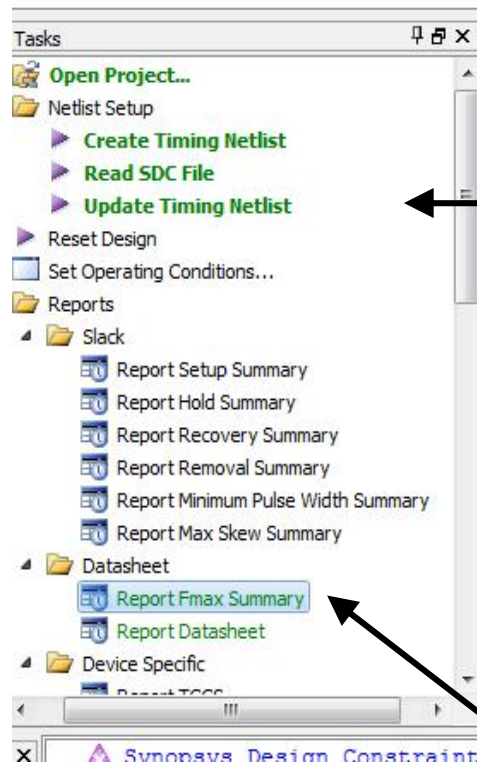 Tasks
Open Project...
Netlist Setup
Create Timing Netlist
Read SDC File
Update Timing Netlist
Reset Design
Set Operating Conditions...
Reports
Slack
Report Setup Summary
Report Hold Summary
Report Recovery Summary
Report Removal Summary
Report Minimum Pulse Width Summary
Report Max Skew Summary
Datasheet
Report Fmax Summary
Report Datasheet
Device Specific
Report TCCS
Synopsys Design Constraint